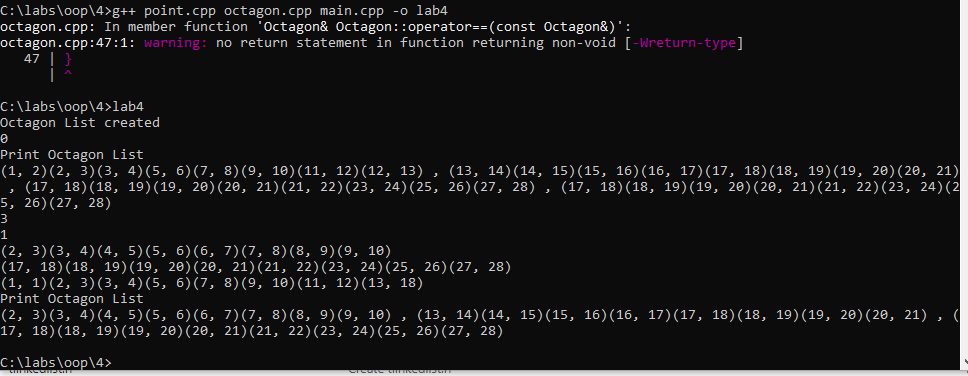 C:\labs\oop\4>g++ point.cpp octagon.cpp main.cpp -o lab4
octagon.cpp: In member function 'Octagon& Octagon::operator==(const Octagon&)':
octagon.cpp:47:1: warning: no return statement in function returning non-void [-Wreturn-type]
   47 | }
      | ^

C:\labs\oop\4>lab4
Octagon List created
0
Print Octagon List
(1, 2)(2, 3)(3, 4)(5, 6)(7, 8)(9, 10)(11, 12)(12, 13) , (13, 14)(14, 15)(15, 16)(16, 17)(17, 18)(18, 19)(19, 20)(20, 21)
 , (17, 18)(18, 19)(19, 20)(20, 21)(21, 22)(23, 24)(25, 26)(27, 28) , (17, 18)(18, 19)(19, 20)(20, 21)(21, 22)(23, 24)(2
5, 26)(27, 28)
3
1
(2, 3)(3, 4)(4, 5)(5, 6)(6, 7)(7, 8)(8, 9)(9, 10)
(17, 18)(18, 19)(19, 20)(20, 21)(21, 22)(23, 24)(25, 26)(27, 28)
(1, 1)(2, 3)(3, 4)(5, 6)(7, 8)(9, 10)(11, 12)(13, 18)
Print Octagon List
(2, 3)(3, 4)(4, 5)(5, 6)(6, 7)(7, 8)(8, 9)(9, 10) , (13, 14)(14, 15)(15, 16)(16, 17)(17, 18)(18, 19)(19, 20)(20, 21) , (
17, 18)(18, 19)(19, 20)(20, 21)(21, 22)(23, 24)(25, 26)(27, 28)

C:\labs\oop\4>